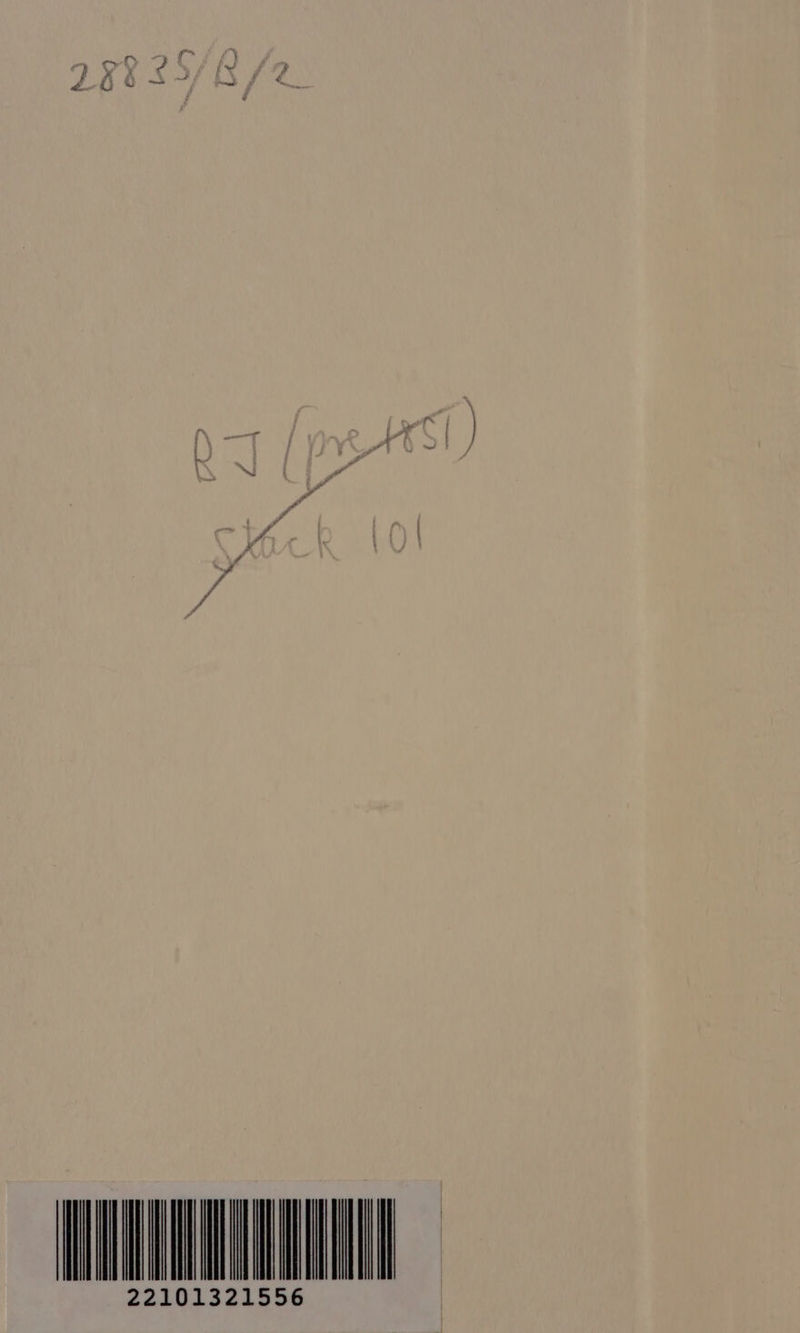 28835/B/2
RJ (pre 1851)
Stack 101
22101321556